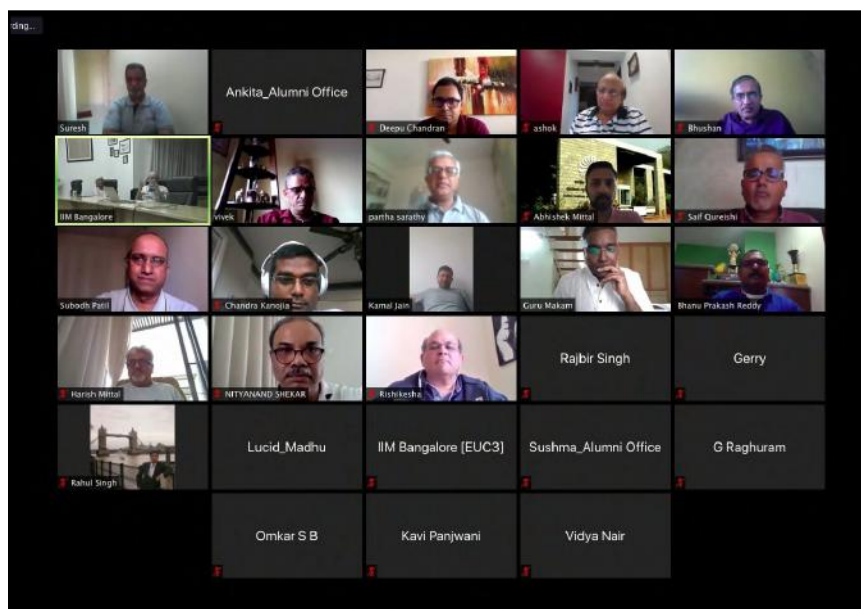 rding...
Suresh
Ankita_Alumni Office
Deepu Chandran
ashok
Bhushan
IIM Bangalore
vivek
partha sarathy
Abhishek Mittal
Saif Qureishi
Subodh Patil
Chandra Kanojia
Kamal Jain
Guru Makam
Bhanu Prakash Reddy
Harish Mittal
NITYANAND SHEKAR
Rishikesha
Rajbir Singh
Gerry
Rahul Singh
Lucid_Madhu
IIM Bangalore [EUC3]
Sushma_Alumni Office
G Raghuram
Omkar S B
Kavi Panjwani
Vidya Nair